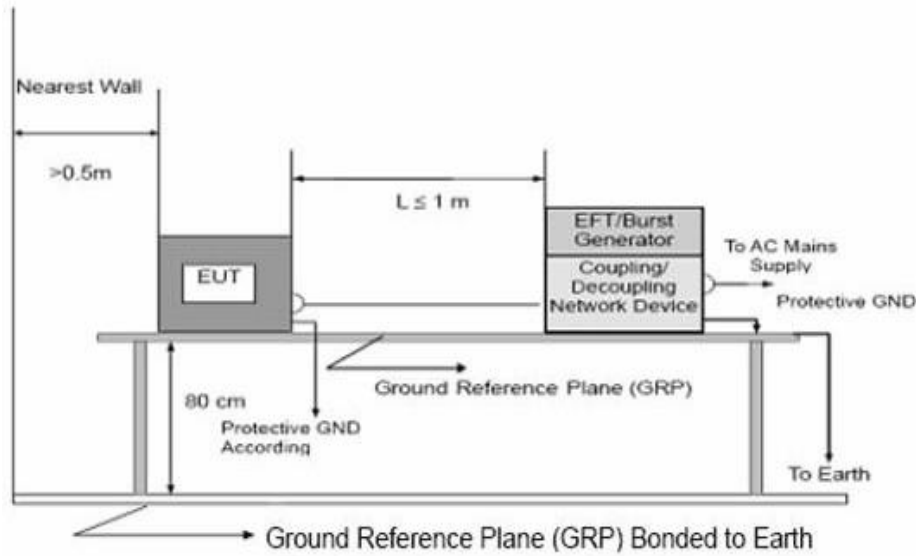 Nearest Wall
>0.5m
L ≤ 1 m
EUT
EFT/Burst
Generator
Coupling/
Decoupling
Network Device
To AC Mains
Supply
Protective GND
Ground Reference Plane (GRP)
80 cm
Protective GND
According
To Earth
Ground Reference Plane (GRP) Bonded to Earth